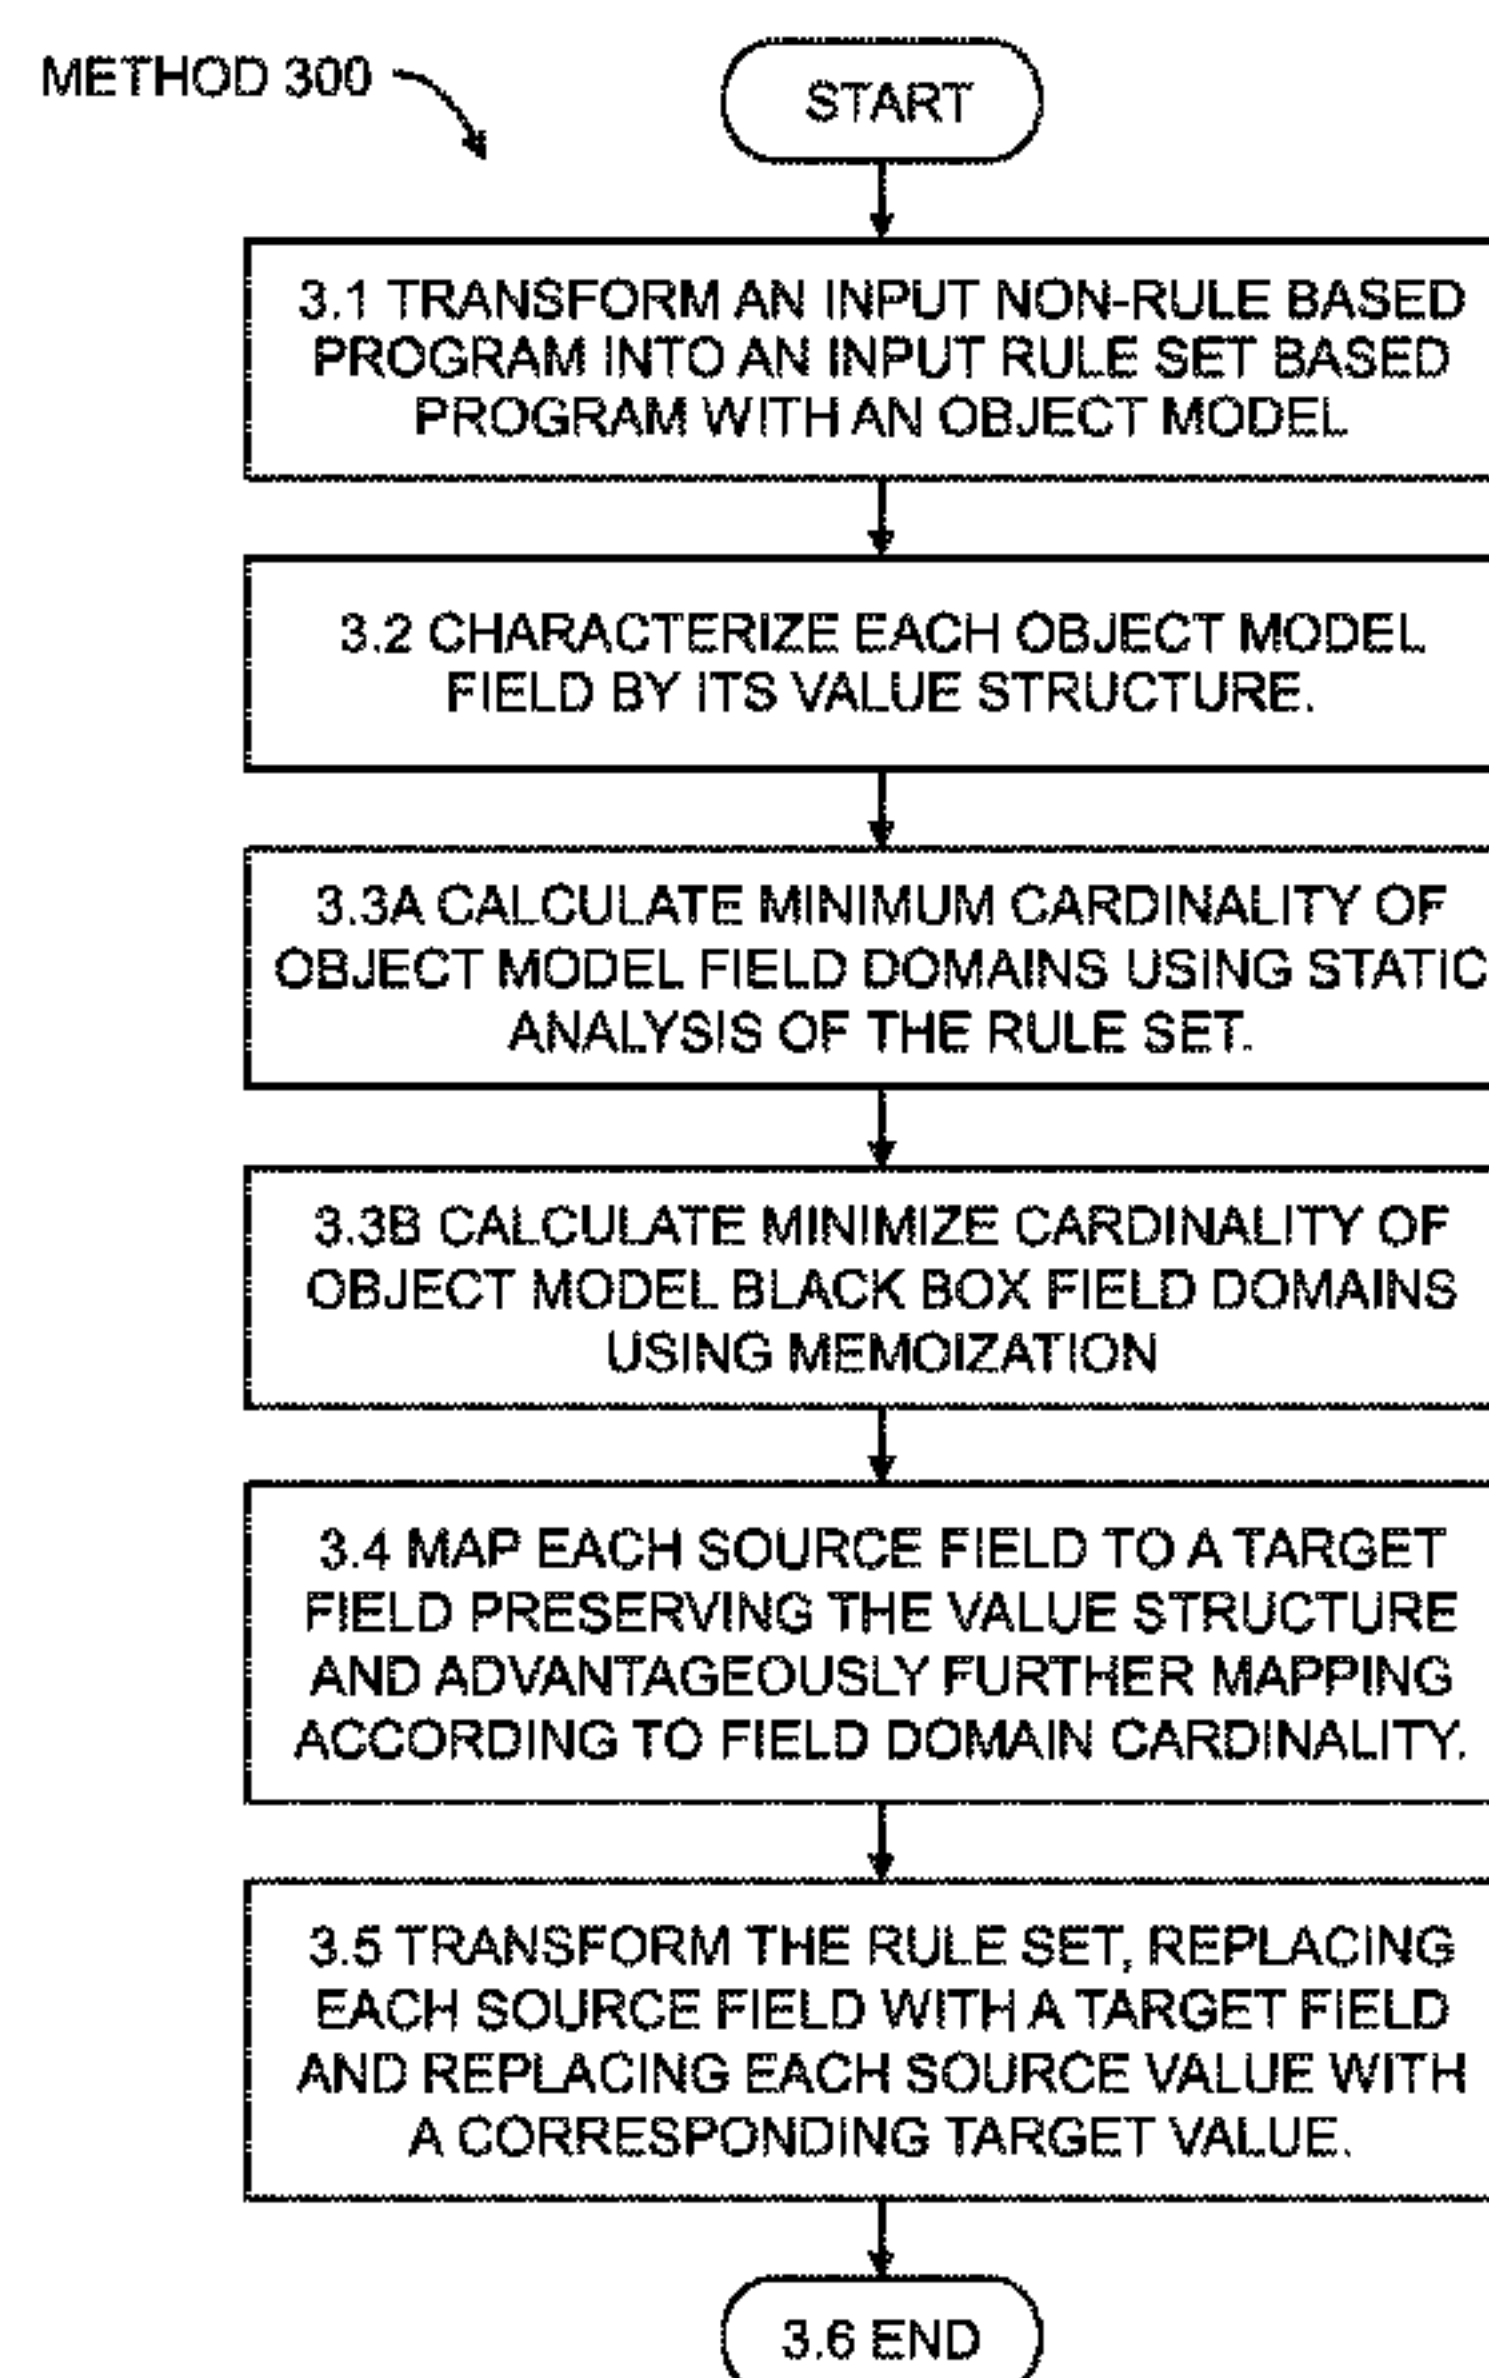 METHOD 300
START
3.1 TRANSFORM AN INPUT NON-RULE BASED
PROGRAM INTO AN INPUT RULE SET BASED
PROGRAM WITH AN OBJECT MODEL
3.2 CHARACTERIZE EACH OBJECT MODEL
FIELD BY ITS VALUE STRUCTURE.
3.3A CALCULATE MINIMUM CARDINALITY OF
OBJECT MODEL FIELD DOMAINS USING STATIC
ANALYSIS OF THE RULE SET.
3.3B CALCULATE MINIMIZE CARDINALITY OF
OBJECT MODEL BLACK BOX FIELD DOMAINS
USING MEMOIZATION
3.4 MAP EACH SOURCE FIELD TO A TARGET
FIELD PRESERVING THE VALUE STRUCTURE
AND ADVANTAGEOUSLY FURTHER MAPPING
ACCORDING TO FIELD DOMAIN CARDINALITY.
3.5 TRANSFORM THE RULE SET, REPLACING
EACH SOURCE FIELD WITH A TARGET FIELD
AND REPLACING EACH SOURCE VALUE WITH
A CORRESPONDING TARGET VALUE.
3.6 END